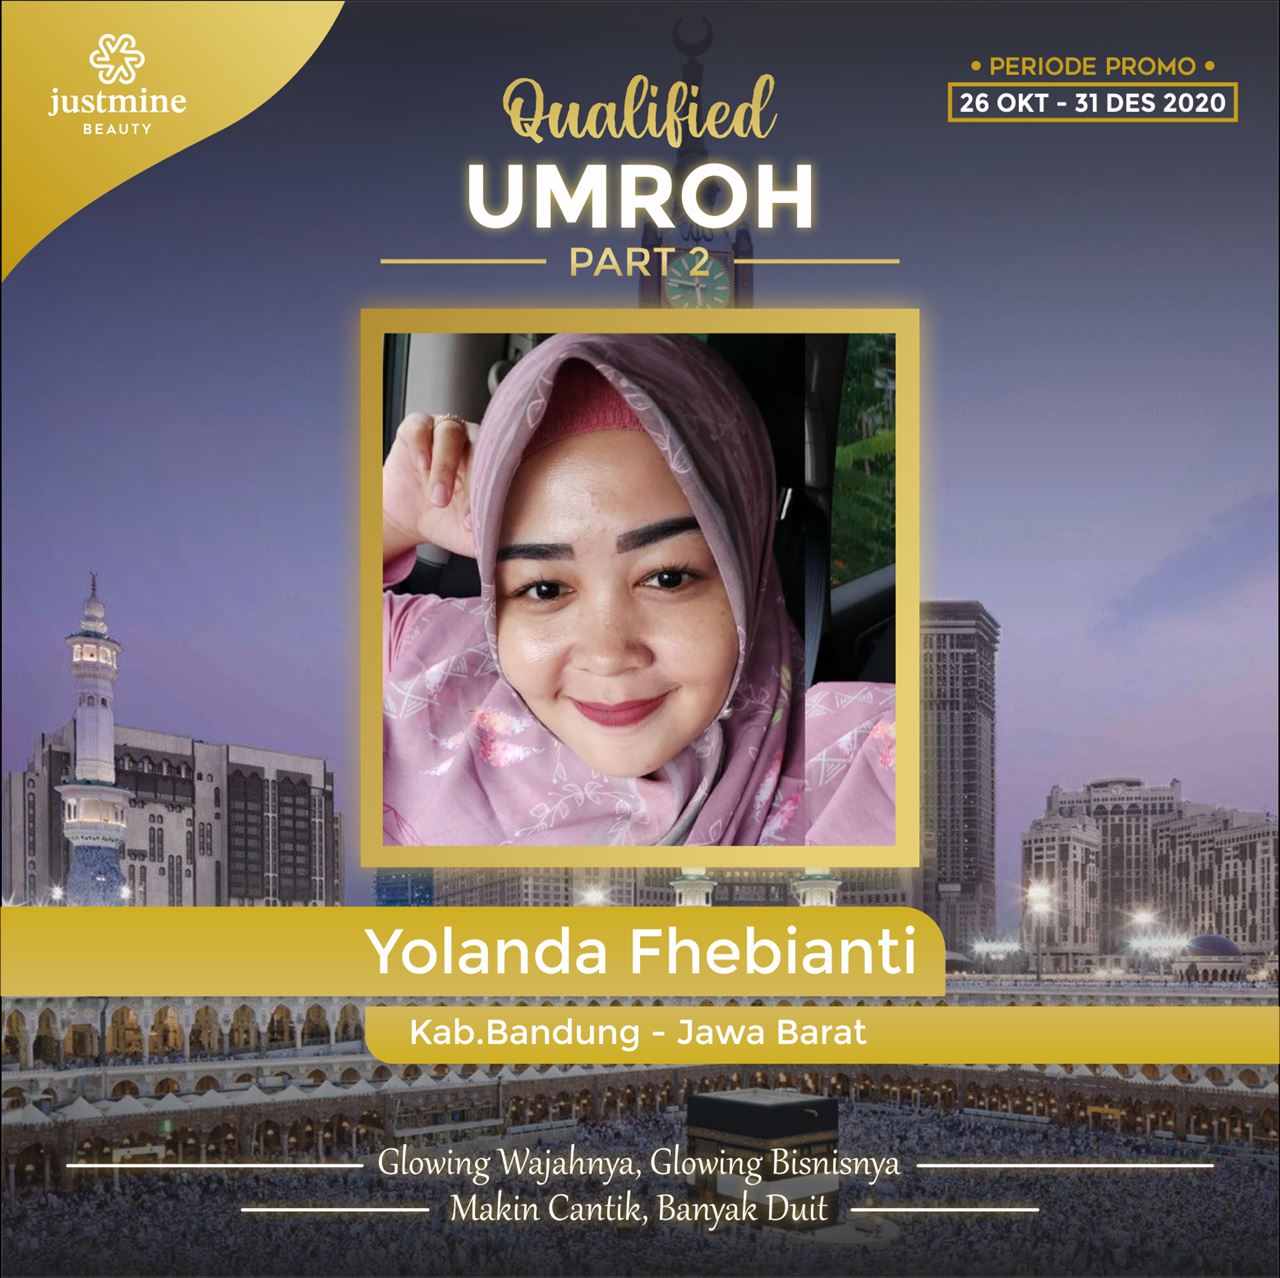 justmine
BEAUTY
• PERIODE PROMO •
26 OKT - 31 DES 2020
Qualified
UMROH
PART 2
Yolanda Fhebianti
Kab.Bandung - Jawa Barat
Glowing Wajahnya, Glowing Bisnisnya
Makin Cantik, Banyak Duit